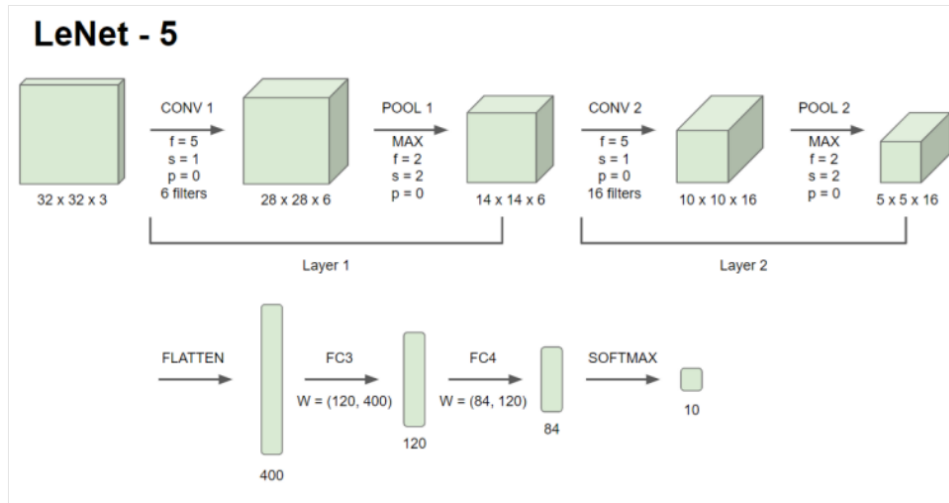 LeNet - 5
CONV 1
f = 5
s = 1
p = 0
6 filters
32 x 32 x 3
28 x 28 x 6
POOL 1
MAX
f = 2
s = 2
p = 0
14 x 14 x 6
CONV 2
f = 5
s = 1
p = 0
16 filters
10 x 10 x 16
POOL 2
MAX
f = 2
s = 2
p = 0
5 x 5 x 16
Layer 1
Layer 2
FLATTEN
400
FC3
W = (120, 400)
120
FC4
W = (84, 120)
84
SOFTMAX
10